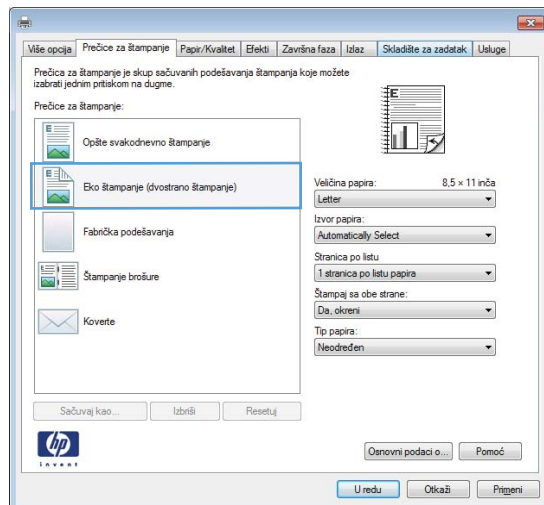 Više opcija Prečice za štampanje Papir/Kvalitet Efekti Završna faza Izlaz Skladište za zadatak Usluge
Prečica za štampanje je skup sačuvanih podešavanja štampanja koje možete
izabrati jednim pritiskom na dugme.
Prečice za štampanje:
Opšte svakodnevno štampanje
Eko štampanje (dvostrano štampanje)
Fabrička podešavanja
Štampanje brošure
Koverte
Sačuvaj kao... Izbriši Resetuj
E
Veličina papira: 8,5 × 11 inča
Letter
Izvor papira:
Automatically Select
Stranica po listu
1 stranica po listu papira
Štampaj sa obe strane:
Da, okreni
Tip papira:
Neodređen
hp
invent
Osnovni podaci o... Pomoć
U redu Otkaži Primeni